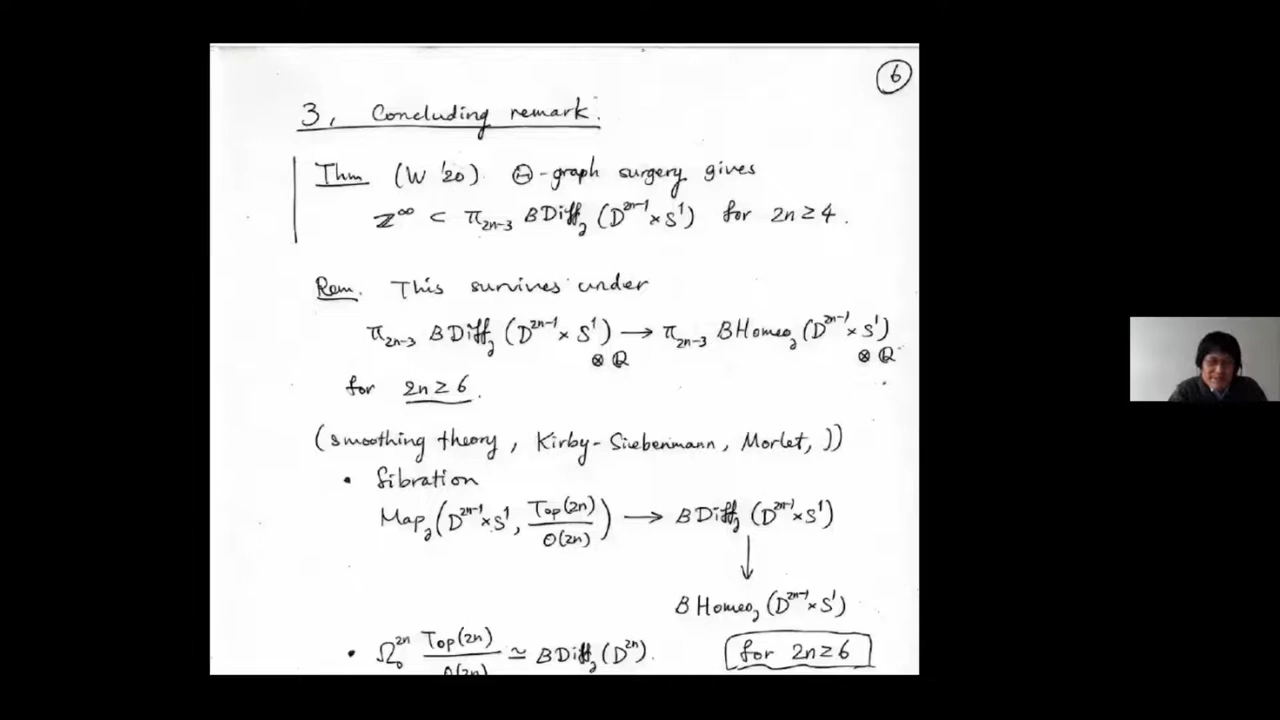 6
3, Concluding remark.
Thm (W '20). Θ-graph surgery gives
ℤ^∞ ⊂ π_{2n-3} BDiff_∂ (D^{2n-1} × S^1) for 2n ≥ 4.
Rem. This survives under
π_{2n-3} BDiff_∂ (D^{2n-1} × S^1) ⊗ ℚ → π_{2n-3} BHomeo_∂ (D^{2n-1} × S^1) ⊗ ℚ
for 2n ≥ 6.
(smoothing theory, Kirby-Siebenmann, Morlet, ))
• fibration
Map_∂ (D^{2n-1} × S^1, Top(2n)/O(2n)) → BDiff_∂ (D^{2n-1} × S^1)
↓
BHomeo_∂ (D^{2n-1} × S^1)
• Ω_0^{2n} Top(2n)/O(2n) ≃ BDiff_∂ (D^{2n}). for 2n ≥ 6